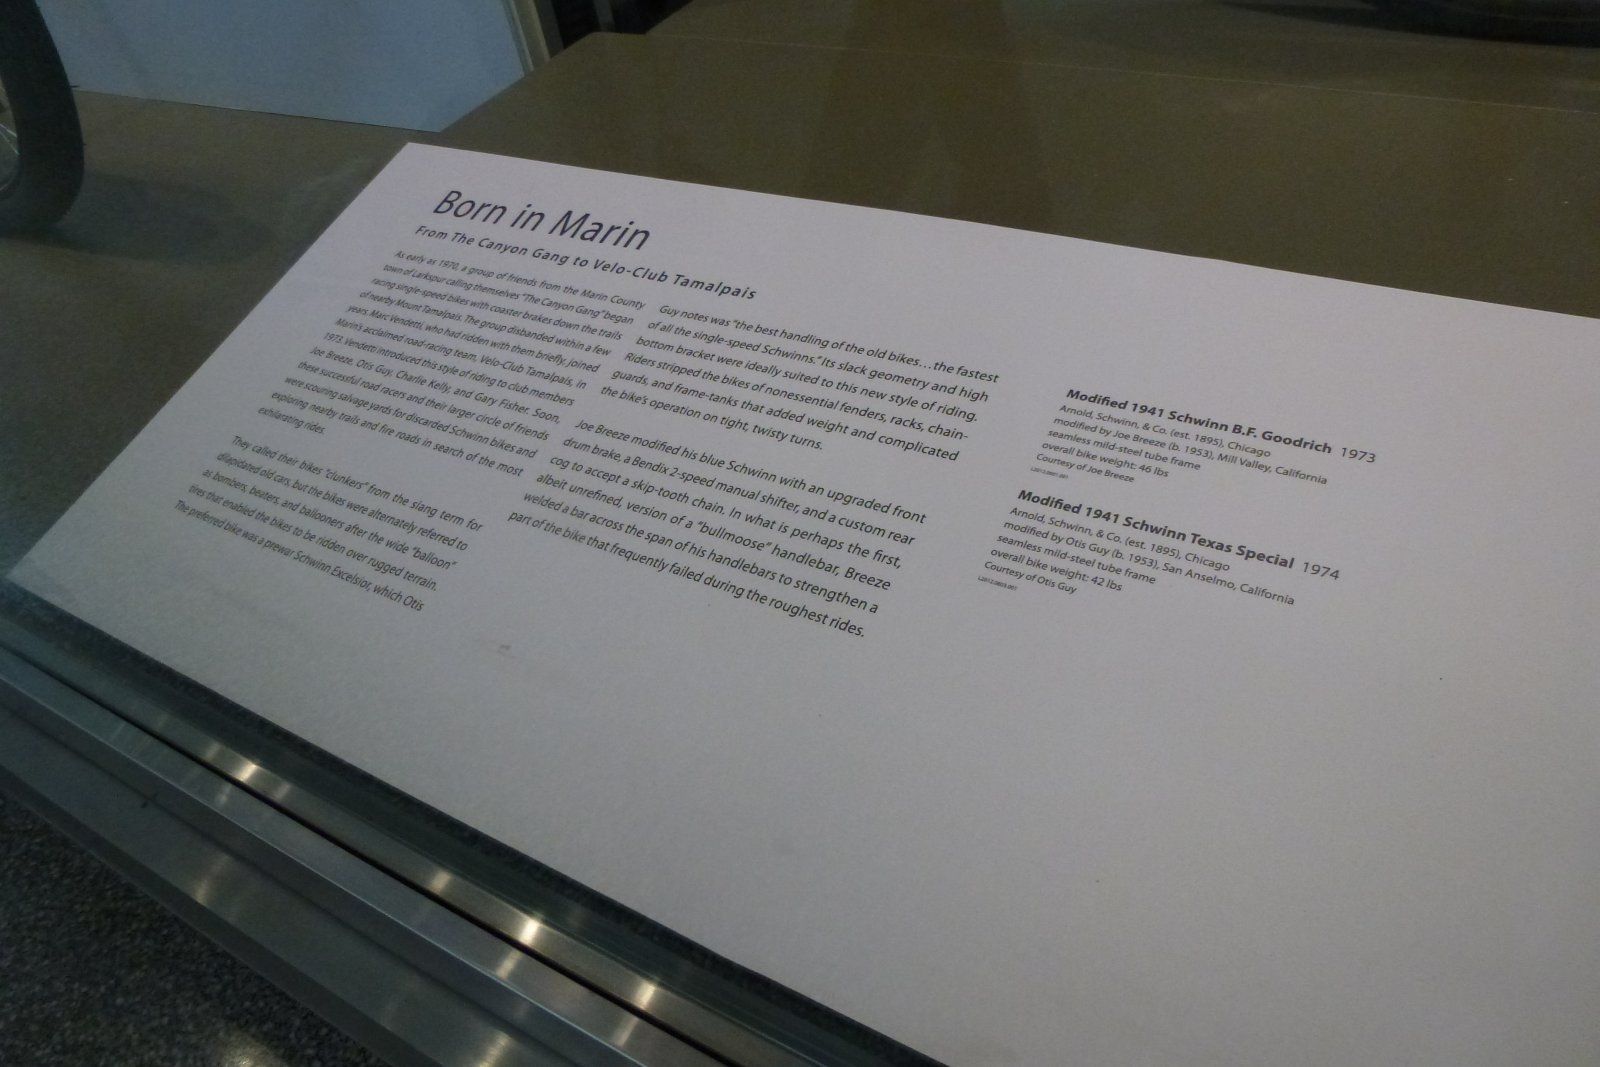 Born in Marin
From The Canyon Gang to Velo-Club Tamalpais
As early as 1970, a group of friends from the Marin County
town of Larkspur calling themselves "The Canyon Gang" began
racing single-speed bikes with coaster brakes down the trails
of nearby Mount Tamalpais. The group disbanded within a few
years. Marc Vendetti, who had ridden with them briefly, joined
Marin's acclaimed road-racing team, Velo-Club Tamalpais, in
1973. Vendetti introduced this style of riding to club members
Joe Breeze, Otis Guy, Charlie Kelly, and Gary Fisher. Soon,
these successful road racers and their larger circle of friends
were scouring salvage yards for discarded Schwinn bikes and
exploring nearby trails and fire roads in search of the most
exhilarating rides.
They called their bikes "clunkers" from the slang term for
dilapidated old cars, but the bikes were alternately referred to
as bombers, beaters, and ballooners after the wide "balloon"
tires that enabled the bikes to be ridden over rugged terrain.
The preferred bike was a prewar Schwinn Excelsior, which Otis
Guy notes was "the best handling of the old bikes…the fastest
of all the single-speed Schwinns." Its slack geometry and high
bottom bracket were ideally suited to this new style of riding.
Riders stripped the bikes of nonessential fenders, racks, chain-
guards, and frame-tanks that added weight and complicated
the bike's operation on tight, twisty turns.
Joe Breeze modified his blue Schwinn with an upgraded front
drum brake, a Bendix 2-speed manual shifter, and a custom rear
cog to accept a skip-tooth chain. In what is perhaps the first,
albeit unrefined, version of a "bullmoose" handlebar, Breeze
welded a bar across the span of his handlebars to strengthen a
part of the bike that frequently failed during the roughest rides.
Modified 1941 Schwinn B.F. Goodrich 1973
Arnold, Schwinn, & Co. (est. 1895), Chicago
modified by Joe Breeze (b. 1953), Mill Valley, California
seamless mild-steel tube frame
overall bike weight: 46 lbs
Courtesy of Joe Breeze
Modified 1941 Schwinn Texas Special 1974
Arnold, Schwinn, & Co. (est. 1895), Chicago
modified by Otis Guy (b. 1953), San Anselmo, California
seamless mild-steel tube frame
overall bike weight: 42 lbs
Courtesy of Otis Guy